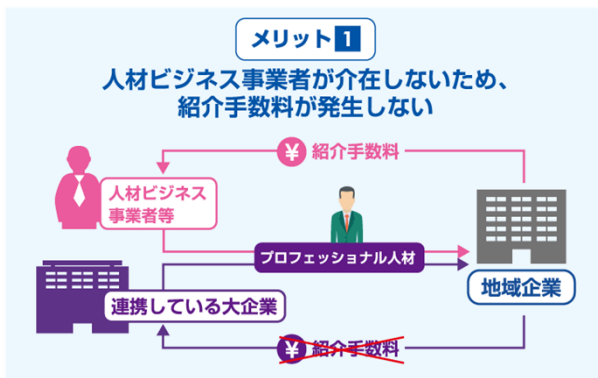 メリット1
人材ビジネス事業者が介在しないため、
紹介手数料が発生しない
¥ 紹介手数料
人材ビジネス
事業者等
プロフェッショナル人材
連携している大企業
地域企業
¥ 紹介手数料